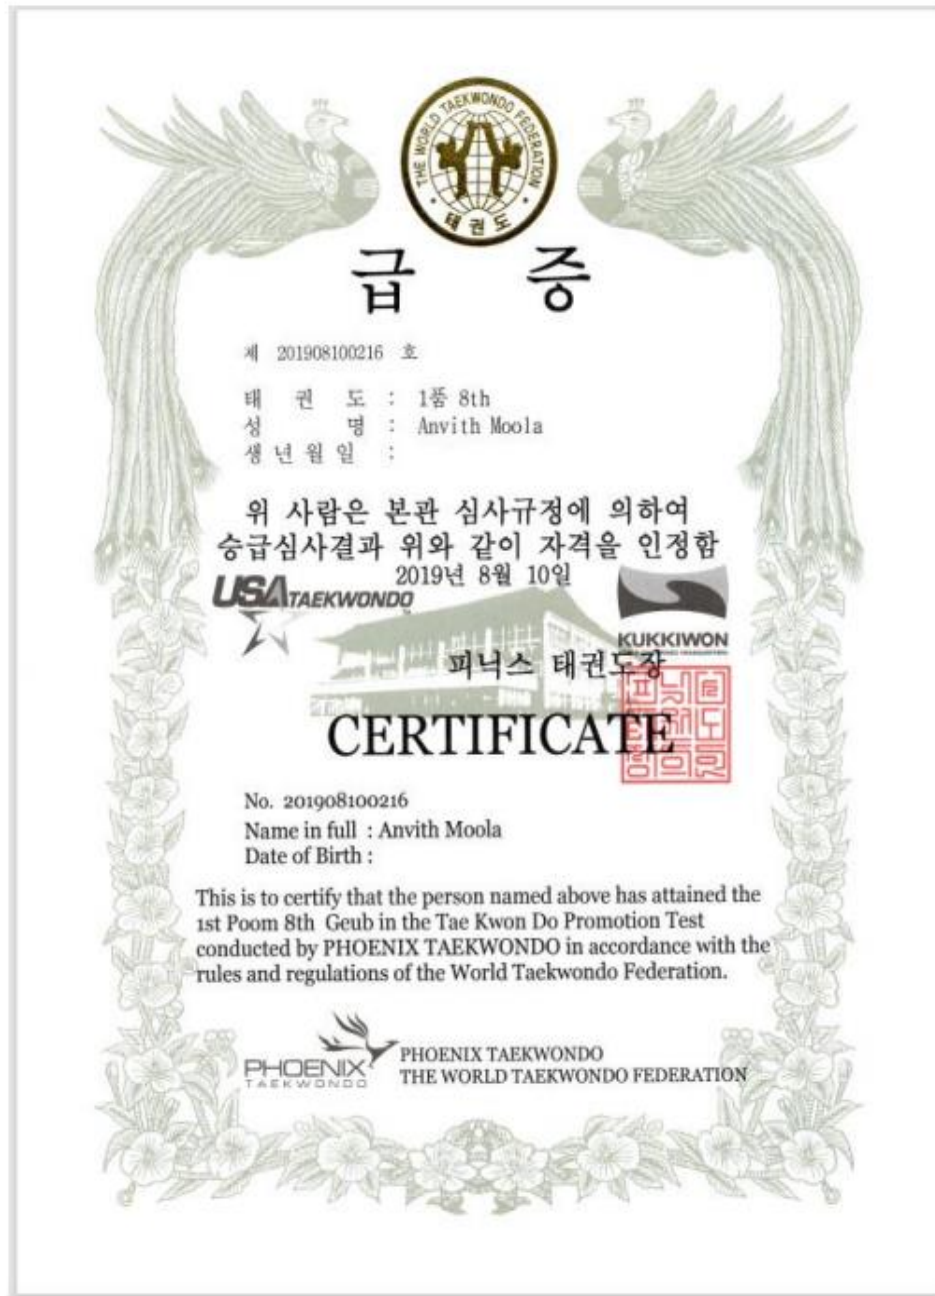 THE WORLD TAEKWONDO FEDERATION
태권도
급 증
제 201908100216 호
태 권 도 : 1품 8th
성 명 : Anvith Moola
생년월일 :
위 사람은 본관 심사규정에 의하여
승급심사결과 위와 같이 자격을 인정함
2019년 8월 10일
USA TAEKWONDO
KUKKIWON
피닉스 태권도장
CERTIFICATE
No. 201908100216
Name in full : Anvith Moola
Date of Birth :
This is to certify that the person named above has attained the
1st Poom 8th Geub in the Tae Kwon Do Promotion Test
conducted by PHOENIX TAEKWONDO in accordance with the
rules and regulations of the World Taekwondo Federation.
PHOENIX
TAEKWONDO
PHOENIX TAEKWONDO
THE WORLD TAEKWONDO FEDERATION